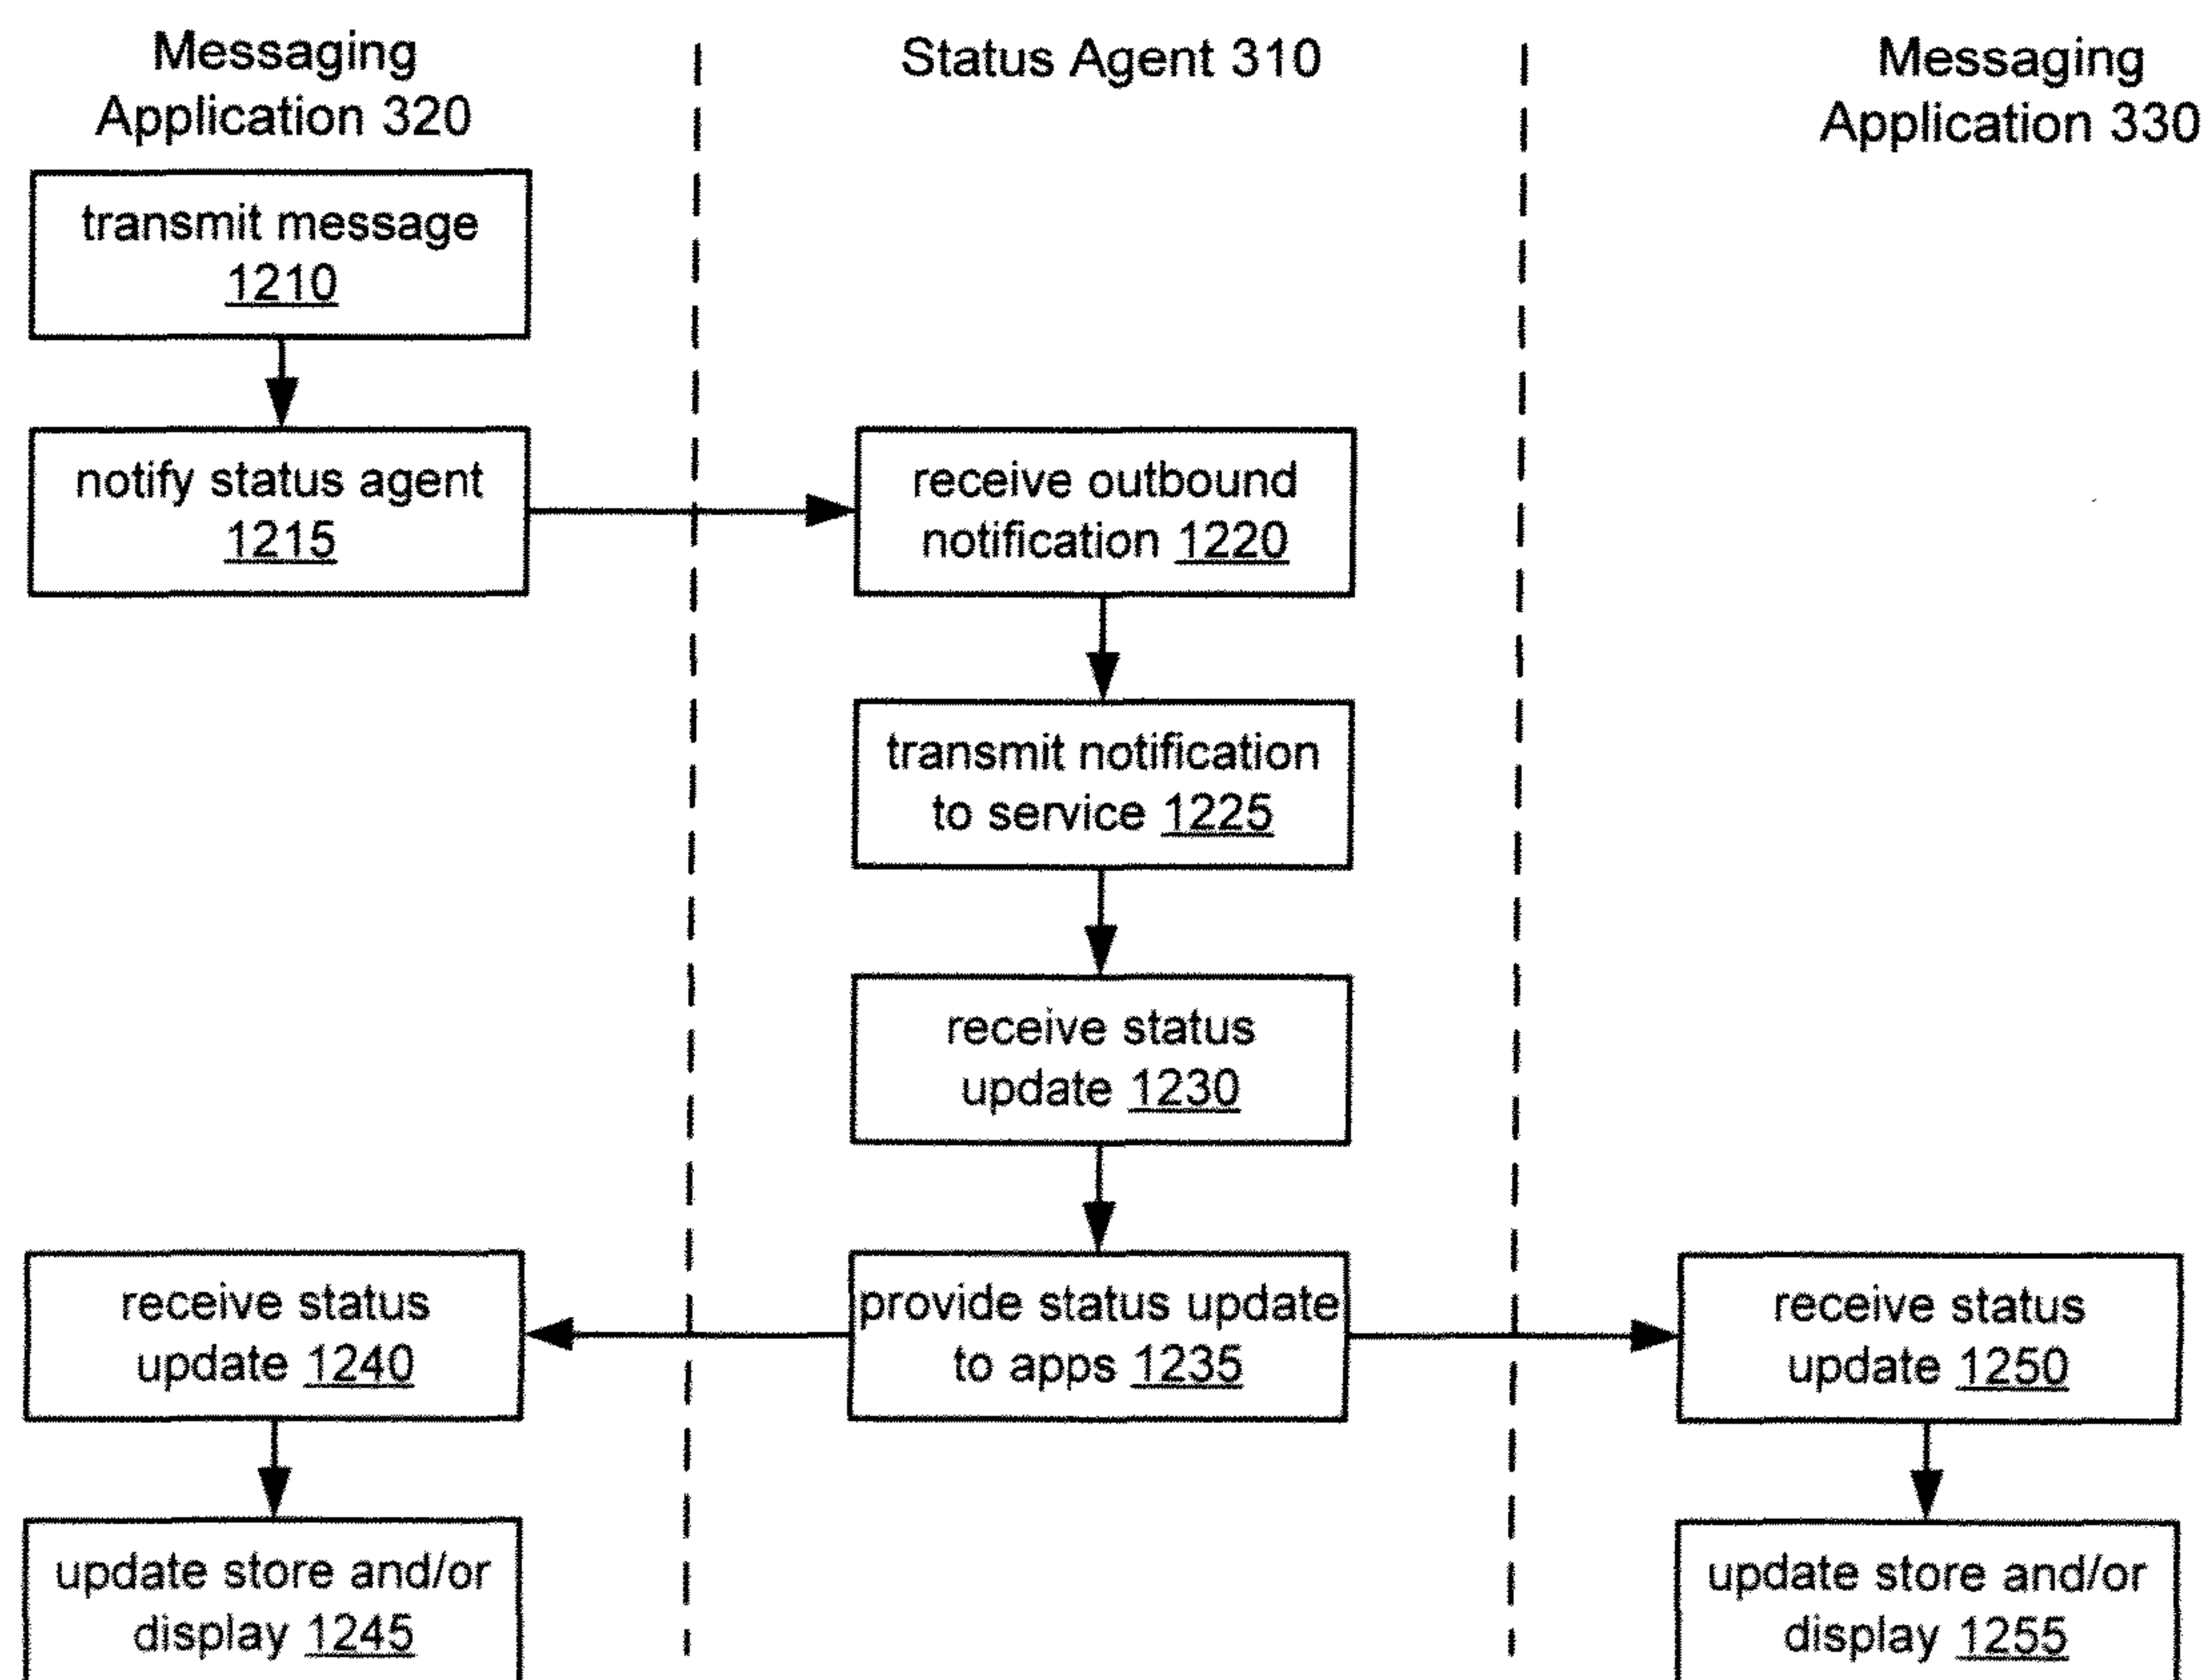 Messaging
Application 320
Status Agent 310
Messaging
Application 330
transmit message
1210
notify status agent
1215
receive outbound
notification 1220
transmit notification
to service 1225
receive status
update 1230
provide status update
to apps 1235
receive status
update 1240
receive status
update 1250
update store and/or
display 1245
update store and/or
display 1255